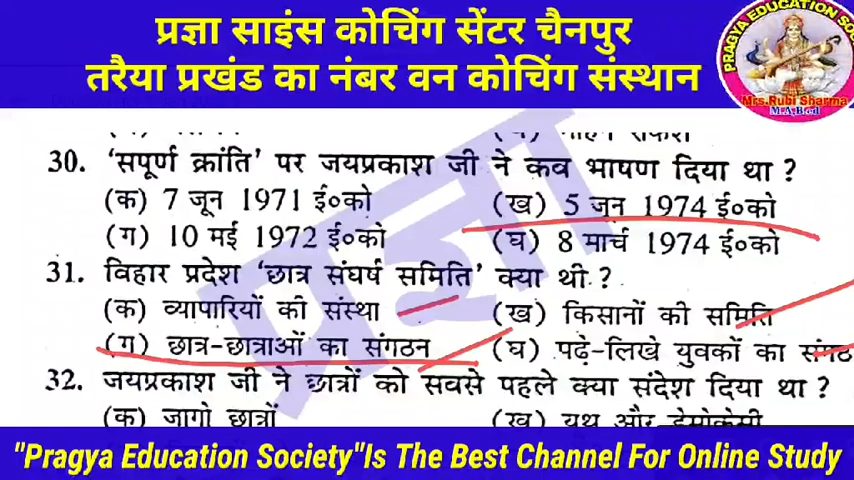 प्रज्ञा साइंस कोचिंग सेंटर चैनपुर
तरैया प्रखंड का नंबर वन कोचिंग संस्थान
PRAGYA EDUCATION SO
Mrs.Rubi Sharma
M.A,B.ed
30. 'सपूर्ण क्रांति' पर जयप्रकाश जी ने कब भाषण दिया था ?
(क) 7 जून 1971 ई०को (ख) 5 जून 1974 ई०को
(ग) 10 मई 1972 ई०को (घ) 8 मार्च 1974 ई०को
31. विहार प्रदेश 'छात्र संघर्ष समिति' क्या थी ?
(क) व्यापारियों की संस्था (ख) किसानों की समिति
(ग) छात्र-छात्राओं का संगठन (घ) पढ़े-लिखे युवकों का संगठ
32. जयप्रकाश जी ने छात्रों को सबसे पहले क्या संदेश दिया था ?
(क) जागो छात्रों (ख) यूथ और डेमोक्रेसी
प्रज्ञा
"Pragya Education Society"Is The Best Channel For Online Study